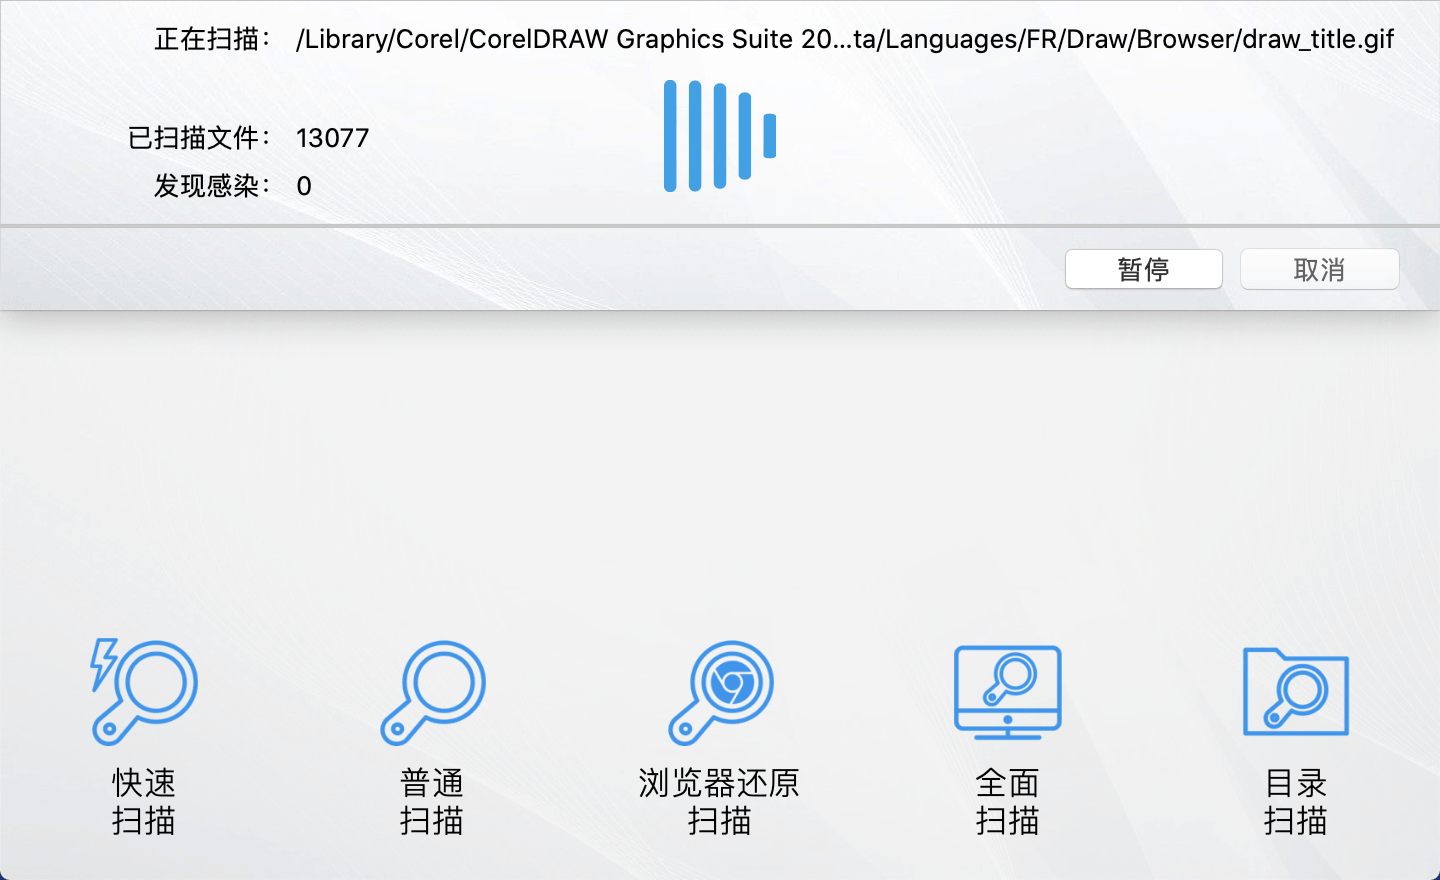 正在扫描： /Library/Corel/CorelDRAW Graphics Suite 20...ta/Languages/FR/Draw/Browser/draw_title.gif
已扫描文件： 13077
发现感染： 0
暂停 取消
快速 普通 浏览器还原 全面 目录
扫描 扫描 扫描 扫描 扫描